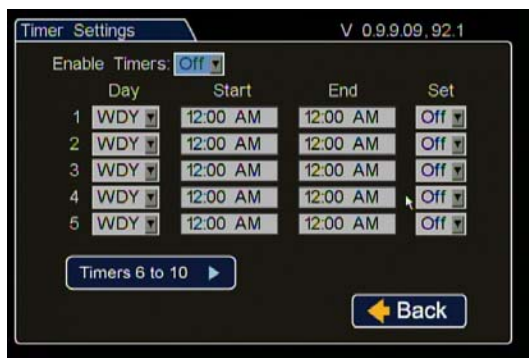 Timer Settings V 0.9.9.09, 92.1
Enable Timers: Off
Day Start End Set
1 WDY 12:00 AM 12:00 AM Off
2 WDY 12:00 AM 12:00 AM Off
3 WDY 12:00 AM 12:00 AM Off
4 WDY 12:00 AM 12:00 AM Off
5 WDY 12:00 AM 12:00 AM Off
Timers 6 to 10
Back